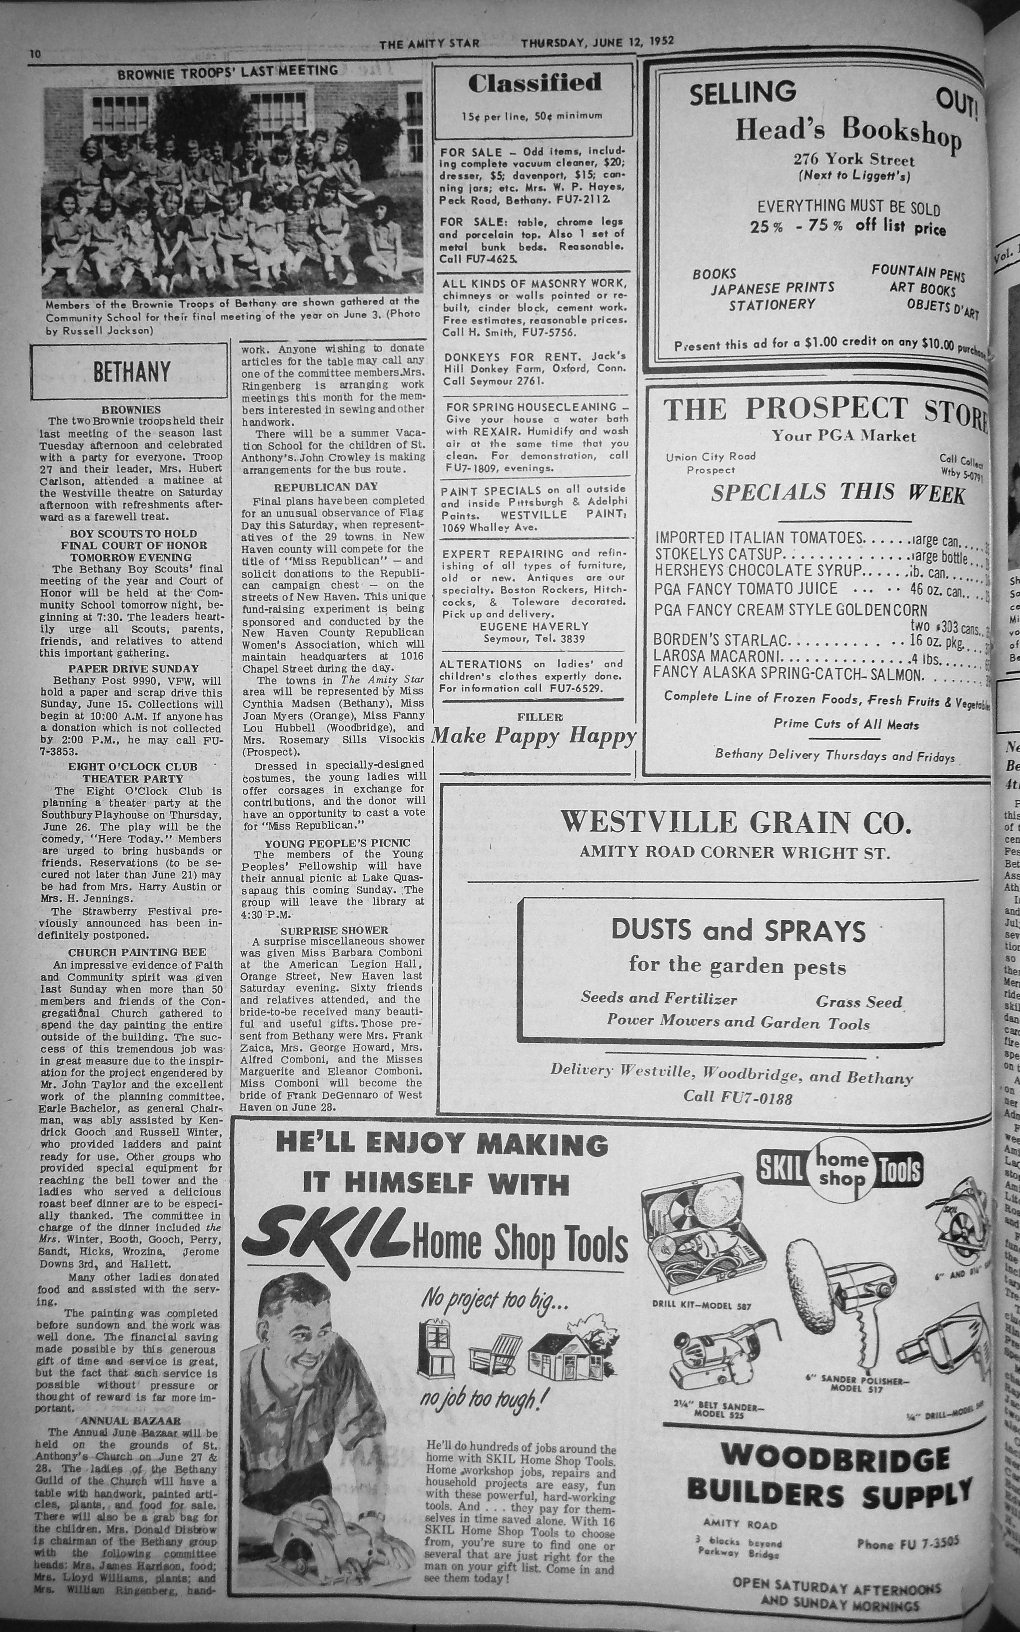 10
THE AMITY STAR THURSDAY, JUNE 12, 1952
BROWNIE TROOPS' LAST MEETING
Members of the Brownie Troops of Bethany are shown gathered at the
Community School for their final meeting of the year on June 3. (Photo
by Russell Jackson)
BETHANY
BROWNIES
The two Brownie troops held their
last meeting of the season last
Tuesday afternoon and celebrated
with a party for everyone. Troop
27 and their leader, Mrs. Hubert
Carlson, attended a matinee at
the Westville theatre on Saturday
afternoon with refreshments after-
ward as a farewell treat.
BOY SCOUTS TO HOLD
FINAL COURT OF HONOR
TOMORROW EVENING
The Bethany Boy Scouts' final
meeting of the year and Court of
Honor will be held at the Com-
munity School tomorrow night, be-
ginning at 7:30. The leaders heart-
ily urge all Scouts, parents,
friends, and relatives to attend
this important gathering.
PAPER DRIVE SUNDAY
Bethany Post 9990, VFW, will
hold a paper and scrap drive this
Sunday, June 15. Collections will
begin at 10:00 A.M. If anyone has
a donation which is not collected
by 2:00 P.M., he may call FU-
7-3853.
EIGHT O'CLOCK CLUB
THEATER PARTY
The Eight O'Clock Club is
planning a theater party at the
Southbury Playhouse on Thursday,
June 26. The play will be the
comedy, "Here Today." Members
are urged to bring husbands or
friends. Reservations (to be se-
cured not later than June 21) may
be had from Mrs. Harry Austin or
Mrs. H. Jennings.
The Strawberry Festival pre-
viously announced has been in-
definitely postponed.
CHURCH PAINTING BEE
An impressive evidence of Faith
and Community spirit was given
last Sunday when more than 50
members and friends of the Con-
gregational Church gathered to
spend the day painting the entire
outside of the building. The suc-
cess of this tremendous job was
in great measure due to the inspir-
ation for the project engendered by
Mr. John Taylor and the excellent
work of the planning committee.
Earle Bachelor, as general Chair-
man, was ably assisted by Ken-
drick Gooch and Russell Winter,
who provided ladders and paint
ready for use. Other groups who
provided special equipment for
reaching the bell tower and the
ladies who served a delicious
roast beef dinner are to be especi-
ally thanked. The committee in
charge of the dinner included the
Mrs. Winter, Booth, Gooch, Perry,
Sandt, Hicks, Wrozina, Jerome
Downs 3rd, and Hallett.
Many other ladies donated
food and assisted with the serv-
ing.
The painting was completed
before sundown and the work was
well done. The financial saving
made possible by this generous
gift of time and service is great,
but the fact that such service is
possible without pressure or
thought of reward is far more im-
portant.
ANNUAL BAZAAR
The Annual June Bazaar will be
held on the grounds of St.
Anthony's Church on June 27 &
28. The ladies of the Bethany
Guild of the Church will have a
table with handwork, painted arti-
cles, plants, and food for sale.
There will also be a grab bag for
the children. Mrs. Donald Disbrow
is chairman of the Bethany group
with the following committee
heads: Mrs. James Harrison, food;
Mrs. Lloyd Williams, plants; and
Mrs. William Ringenberg, hand-
work. Anyone wishing to donate
articles for the table may call any
one of the committee members. Mrs.
Ringenberg is arranging work
meetings this month for the mem-
bers interested in sewing and other
handwork.
There will be a summer Vaca-
tion School for the children of St.
Anthony's. John Crowley is making
arrangements for the bus route.
REPUBLICAN DAY
Final plans have been completed
for an unusual observance of Flag
Day this Saturday, when represent-
atives of the 29 towns in New
Haven county will compete for the
title of "Miss Republican" — and
solicit donations to the Republi-
can campaign chest — on the
streets of New Haven. This unique
fund-raising experiment is being
sponsored and conducted by the
New Haven County Republican
Women's Association, which will
maintain headquarters at 1016
Chapel Street during the day.
The towns in The Amity Star
area will be represented by Miss
Cynthia Madsen (Bethany), Miss
Joan Myers (Orange), Miss Fanny
Lou Hubbell (Woodbridge), and
Mrs. Rosemary Sills Visockis
(Prospect).
Dressed in specially-designed
costumes, the young ladies will
offer corsages in exchange for
contributions, and the donor will
have an opportunity to cast a vote
for "Miss Republican."
YOUNG PEOPLE'S PICNIC
The members of the Young
Peoples' Fellowship will have
their annual picnic at Lake Quas-
sapaug this coming Sunday. The
group will leave the library at
4:30 P.M.
SURPRISE SHOWER
A surprise miscellaneous shower
was given Miss Barbara Comboni
at the American Legion Hall,
Orange Street, New Haven last
Saturday evening. Sixty friends
and relatives attended, and the
bride-to-be received many beauti-
ful and useful gifts. Those pre-
sent from Bethany were Mrs. Frank
Zaica, Mrs. George Howard, Mrs.
Alfred Comboni, and the Misses
Marguerite and Eleanor Comboni.
Miss Comboni will become the
bride of Frank DeGennaro of West
Haven on June 28.
Classified
15¢ per line, 50¢ minimum
FOR SALE — Odd items, includ-
ing complete vacuum cleaner, $20;
dresser, $5; davenport, $15; can-
ning jars; etc. Mrs. W. P. Hayes,
Peck Road, Bethany. FU7-2112.
FOR SALE: table, chrome legs
and porcelain top. Also 1 set of
metal bunk beds. Reasonable.
Call FU7-4625.
ALL KINDS OF MASONRY WORK,
chimneys or walls pointed or re-
built, cinder block, cement work.
Free estimates, reasonable prices.
Call H. Smith, FU7-5756.
DONKEYS FOR RENT. Jack's
Hill Donkey Farm, Oxford, Conn.
Call Seymour 2761.
FOR SPRING HOUSECLEANING —
Give your house a water bath
with REXAIR. Humidify and wash
air at the same time that you
clean. For demonstration, call
FU7-1809, evenings.
PAINT SPECIALS on all outside
and inside Pittsburgh & Adelphi
Paints. WESTVILLE PAINT,
1069 Whalley Ave.
EXPERT REPAIRING and refin-
ishing of all types of furniture,
old or new. Antiques are our
specialty. Boston Rockers, Hitch-
cocks, & Toleware decorated.
Pick up and delivery.
EUGENE HAVERLY
Seymour, Tel. 3839
ALTERATIONS on ladies' and
children's clothes expertly done.
For infomation call FU7-6529.
FILLER
Make Pappy Happy
SELLING OUT!
Head's Bookshop
276 York Street
(Next to Liggett's)
EVERYTHING MUST BE SOLD
25% - 75% off list price
BOOKS FOUNTAIN PENS
JAPANESE PRINTS ART BOOKS
STATIONERY OBJETS D'ART
Present this ad for a $1.00 credit on any $10.00 purchase
THE PROSPECT STORE
Your PGA Market
Union City Road Call Collect
Prospect Wtby 5-0791
SPECIALS THIS WEEK
IMPORTED ITALIAN TOMATOES......large can....
STOKELYS CATSUP............large bottle...
HERSHEYS CHOCOLATE SYRUP......lb. can......
PGA FANCY TOMATO JUICE ... .. 46 oz. can...
PGA FANCY CREAM STYLE GOLDEN CORN
two #303 cans..
BORDEN'S STARLAC.......... 16 oz. pkg...
LAROSA MACARONI............4 lbs......
FANCY ALASKA SPRING-CATCH-SALMON.......
Complete Line of Frozen Foods, Fresh Fruits & Vegetables
Prime Cuts of All Meats
Bethany Delivery Thursdays and Fridays
WESTVILLE GRAIN CO.
AMITY ROAD CORNER WRIGHT ST.
DUSTS and SPRAYS
for the garden pests
Seeds and Fertilizer Grass Seed
Power Mowers and Garden Tools
Delivery Westville, Woodbridge, and Bethany
Call FU7-0188
HE'LL ENJOY MAKING
IT HIMSELF WITH
SKIL Home Shop Tools
No project too big...
no job too tough!
He'll do hundreds of jobs around the
home with SKIL Home Shop Tools.
Home workshop jobs, repairs and
household projects are easy, fun
with these powerful, hard-working
tools. And . . . they pay for them-
selves in time saved alone. With 16
SKIL Home Shop Tools to choose
from, you're sure to find one or
several that are just right for the
man on your gift list. Come in and
see them today!
SKIL home shop Tools
DRILL KIT—MODEL 587
6" SANDER POLISHER—
MODEL 517
2¼" BELT SANDER—
MODEL 525
¼" DRILL—MODEL
WOODBRIDGE
BUILDERS SUPPLY
AMITY ROAD
3 blocks beyond
Parkway Bridge
Phone FU 7-3505
OPEN SATURDAY AFTERNOONS
AND SUNDAY MORNINGS